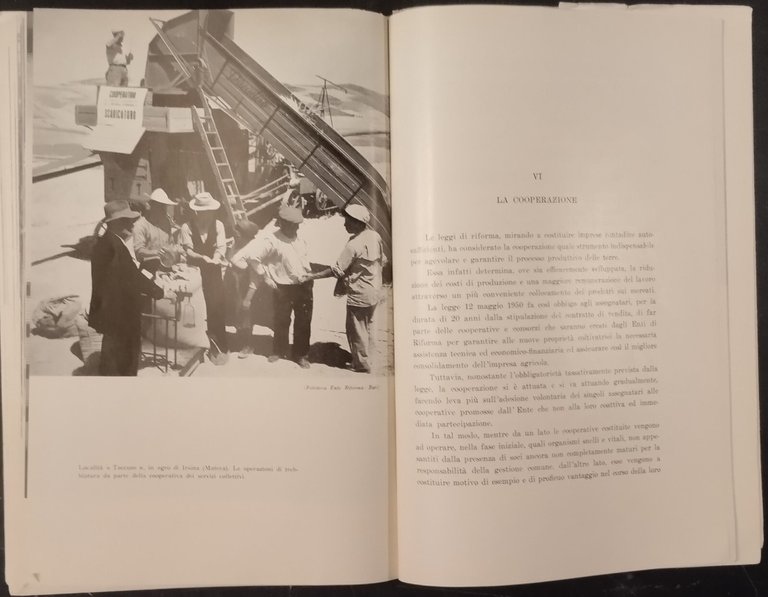 COOPERATIVA
SCARICATORA
(Fototeca Ente Riforma Bari)
Località « Taccone », in agro di Irsina (Matera). Le operazioni di treb-
biatura da parte della cooperativa dei servizi collettivi.
VI
LA COOPERAZIONE
Le leggi di riforma, mirando a costituire imprese contadine auto-
sufficienti, ha considerato la cooperazione quale strumento indispensabile
per agevolare e garantire il processo produttivo delle terre.
Essa infatti determina, ove sia efficacemente sviluppata, la ridu-
zione dei costi di produzione e una maggiore remunerazione del lavoro
attraverso un più conveniente collocamento dei prodotti sui mercati.
La legge 12 maggio 1950 fa così obbligo agli assegnatari, per la
durata di 20 anni dalla stipulazione del contratto di vendita, di far
parte delle cooperative e consorzi che saranno creati dagli Enti di
Riforma per garantire alle nuove proprietà coltivatrici la necessaria
assistenza tecnica ed economico-finanziaria ed assicurare così il migliore
consolidamento dell'impresa agricola.
Tuttavia, nonostante l'obbligatorietà tassativamente prevista dalla
legge, la cooperazione si è attuata e si va attuando gradualmente,
facendo leva più sull'adesione volontaria dei singoli assegnatari alle
cooperative promosse dall'Ente che non alla loro coattiva ed imme-
diata partecipazione.
In tal modo, mentre da un lato le cooperative costituite vengono
ad operare, nella fase iniziale, quali organismi snelli e vitali, non appe-
santiti dalla presenza di soci ancora non completamente maturi per la
responsabilità della gestione comune, dall'altro lato, esse vengono a
costituire motivo di esempio e di proficuo vantaggio nel corso della loro